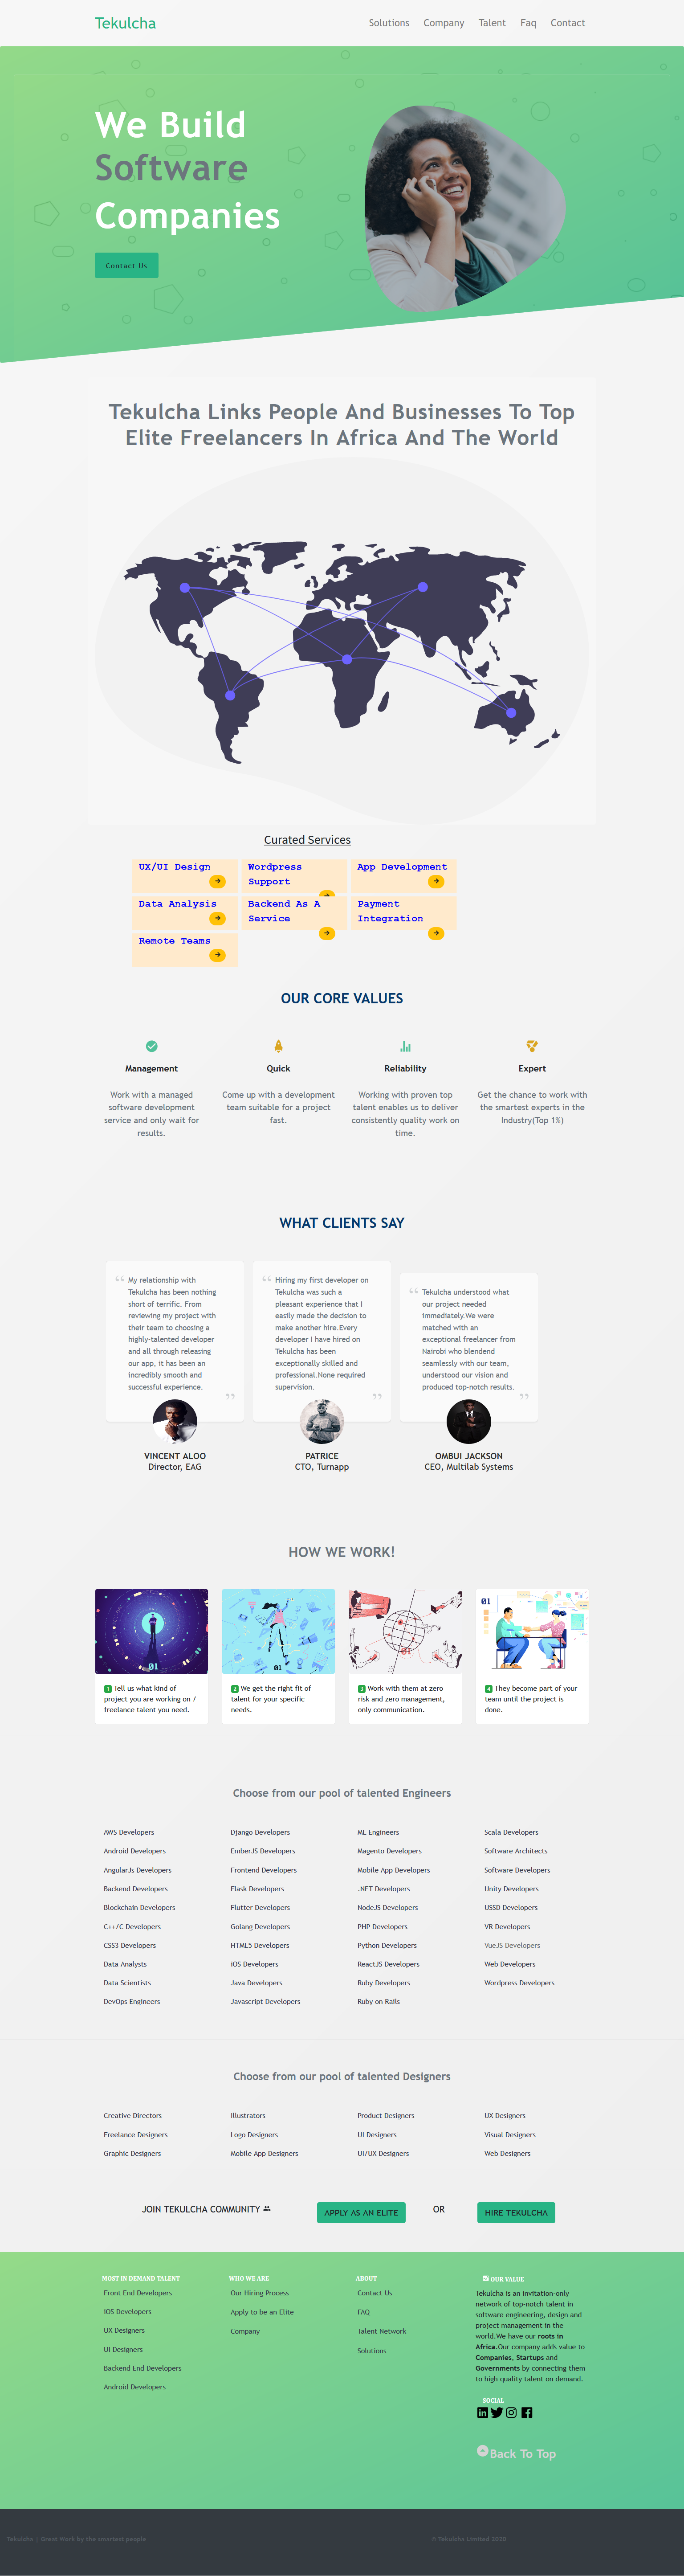 Tekulcha
Solutions Company Talent Faq Contact
We Build
Software
Companies
Contact Us
Tekulcha Links People And Businesses To Top
Elite Freelancers In Africa And The World
Curated Services
UX/UI Design
Wordpress
Support
App Development
Data Analysis
Backend As A
Service
Payment
Integration
Remote Teams
OUR CORE VALUES
Management
Work with a managed
software development
service and only wait for
results.
Quick
Come up with a development
team suitable for a project
fast.
Reliability
Working with proven top
talent enables us to deliver
consistently quality work on
time.
Expert
Get the chance to work with
the smartest experts in the
Industry(Top 1%)
WHAT CLIENTS SAY
“ My relationship with
Tekulcha has been nothing
short of terrific. From
reviewing my project with
their team to choosing a
highly-talented developer
and all through releasing
our app, it has been an
incredibly smooth and
successful experience. ”
VINCENT ALOO
Director, EAG
“ Hiring my first developer on
Tekulcha was such a
pleasant experience that I
easily made the decision to
make another hire.Every
developer I have hired on
Tekulcha has been
exceptionally skilled and
professional.None required
supervision. ”
PATRICE
CTO, Turnapp
“ Tekulcha understood what
our project needed
immediately.We were
matched with an
exceptional freelancer from
Nairobi who blendend
seamlessly with our team,
understood our vision and
produced top-notch results. ”
OMBUI JACKSON
CEO, Multilab Systems
HOW WE WORK!
01
1 Tell us what kind of
project you are working on /
freelance talent you need.
01
2 We get the right fit of
talent for your specific
needs.
01
3 Work with them at zero
risk and zero management,
only communication.
01
4 They become part of your
team until the project is
done.
Choose from our pool of talented Engineers
AWS Developers
Android Developers
AngularJs Developers
Backend Developers
Blockchain Developers
C++/C Developers
CSS3 Developers
Data Analysts
Data Scientists
DevOps Engineers
Django Developers
EmberJS Developers
Frontend Developers
Flask Developers
Flutter Developers
Golang Developers
HTML5 Developers
iOS Developers
Java Developers
Javascript Developers
ML Engineers
Magento Developers
Mobile App Developers
.NET Developers
NodeJS Developers
PHP Developers
Python Developers
ReactJS Developers
Ruby Developers
Ruby on Rails
Scala Developers
Software Architects
Software Developers
Unity Developers
USSD Developers
VR Developers
VueJS Developers
Web Developers
Wordpress Developers
Choose from our pool of talented Designers
Creative Directors
Freelance Designers
Graphic Designers
Illustrators
Logo Designers
Mobile App Designers
Product Designers
UI Designers
UI/UX Designers
UX Designers
Visual Designers
Web Designers
JOIN TEKULCHA COMMUNITY
APPLY AS AN ELITE
OR
HIRE TEKULCHA
MOST IN DEMAND TALENT
Front End Developers
IOS Developers
UX Designers
UI Designers
Backend End Developers
Android Developers
WHO WE ARE
Our Hiring Process
Apply to be an Elite
Company
ABOUT
Contact Us
FAQ
Talent Network
Solutions
OUR VALUE
Tekulcha is an invitation-only
network of top-notch talent in
software engineering, design and
project management in the
world.We have our roots in
Africa.Our company adds value to
Companies, Startups and
Governments by connecting them
to high quality talent on demand.
SOCIAL
Back To Top
Tekulcha | Great Work by the smartest people
© Tekulcha Limited 2020